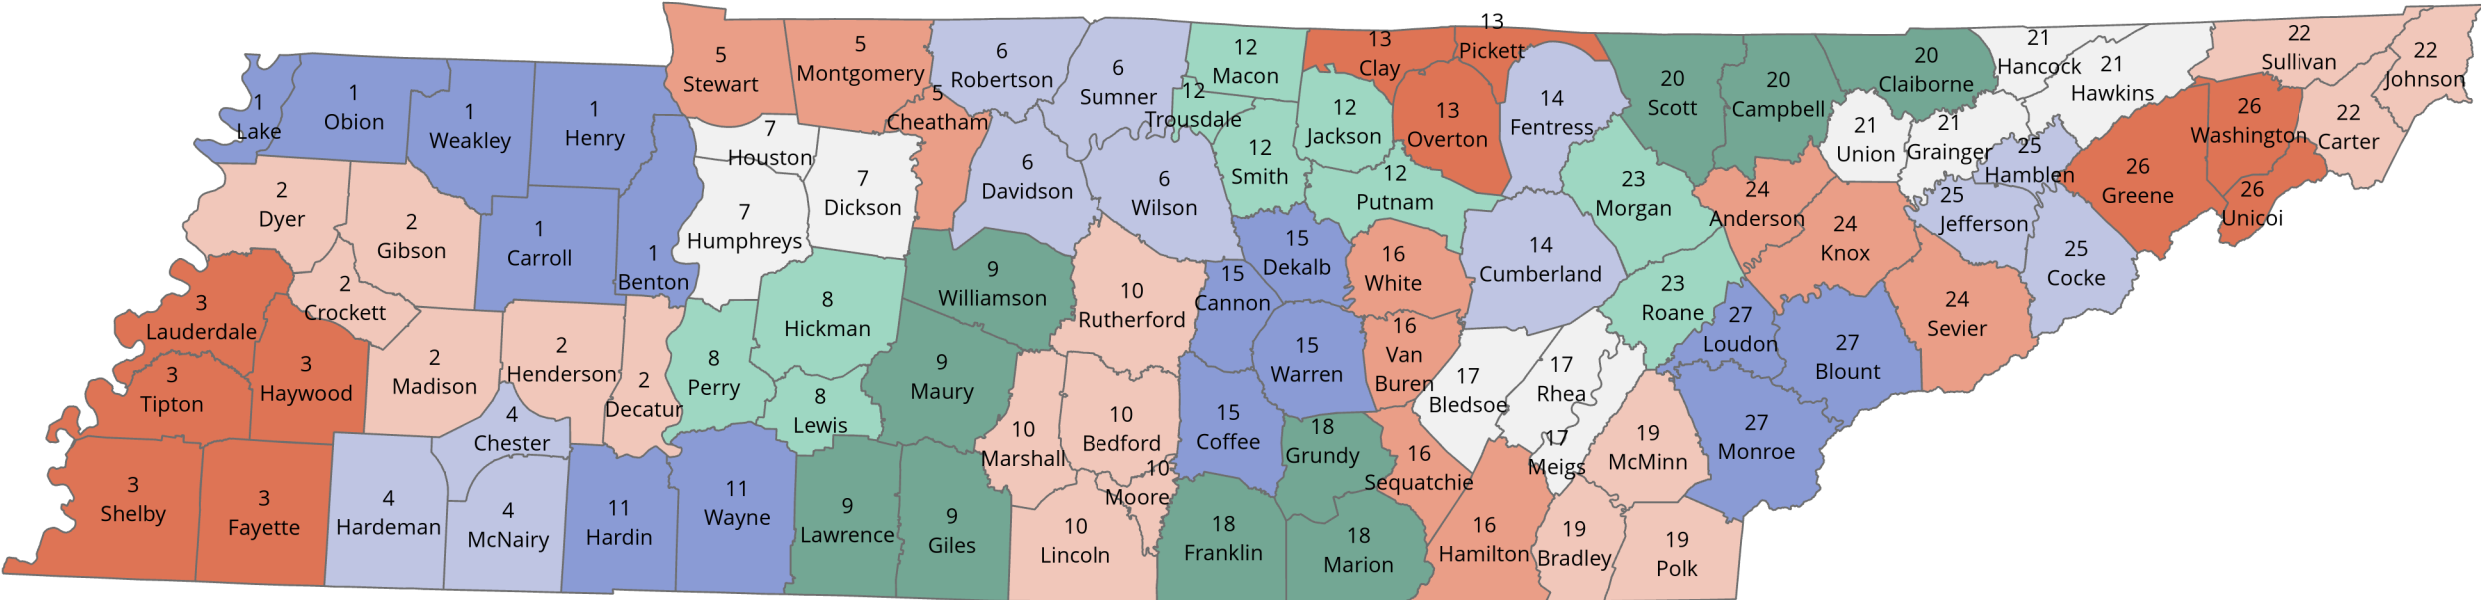 1
Lake
1
Obion
1
Weakley
1
Henry
1
Carroll
1
Benton
2
Dyer
2
Gibson
2
Crockett
2
Madison
2
Henderson
2
Decatur
3
Lauderdale
3
Tipton
3
Haywood
3
Shelby
3
Fayette
4
Chester
4
Hardeman
4
McNairy
5
Stewart
5
Montgomery
5
Cheatham
6
Robertson
6
Sumner
6
Davidson
6
Wilson
7
Houston
7
Dickson
7
Humphreys
8
Hickman
8
Perry
8
Lewis
9
Williamson
9
Maury
9
Lawrence
9
Giles
10
Rutherford
10
Marshall
10
Bedford
10
Moore
10
Lincoln
11
Hardin
11
Wayne
12
Macon
12
Trousdale
12
Smith
12
Jackson
12
Putnam
13
Clay
13
Pickett
13
Overton
14
Fentress
14
Cumberland
15
Dekalb
15
Cannon
15
Warren
15
Coffee
16
White
16
Van
Buren
16
Sequatchie
16
Hamilton
17
Bledsoe
17
Rhea
17
Meigs
18
Grundy
18
Franklin
18
Marion
19
McMinn
19
Bradley
19
Polk
20
Scott
20
Campbell
20
Claiborne
21
Hancock
21
Hawkins
21
Union
21
Grainger
22
Sullivan
22
Johnson
22
Carter
23
Morgan
23
Roane
24
Anderson
24
Knox
24
Sevier
25
Hamblen
25
Jefferson
25
Cocke
26
Greene
26
Washington
26
Unicoi
27
Loudon
27
Blount
27
Monroe